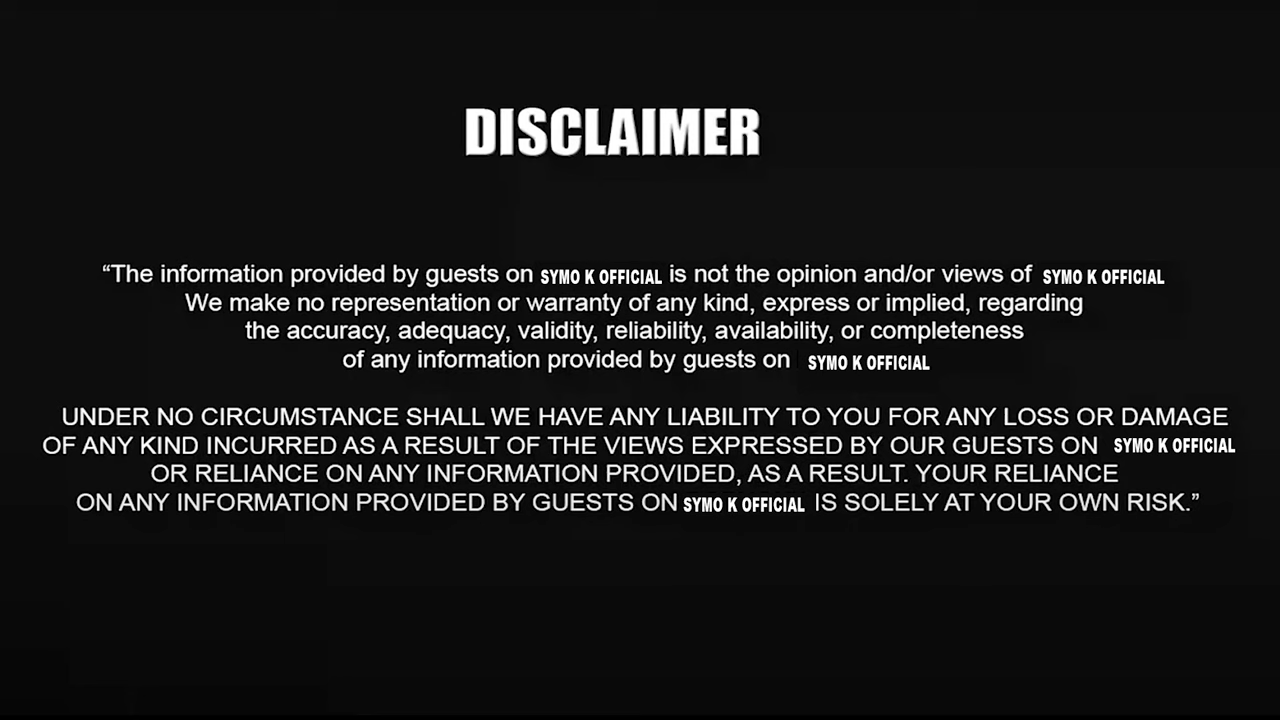 DISCLAIMER
“The information provided by guests on SYMO K OFFICIAL is not the opinion and/or views of SYMO K OFFICIAL
We make no representation or warranty of any kind, express or implied, regarding
the accuracy, adequacy, validity, reliability, availability, or completeness
of any information provided by guests on SYMO K OFFICIAL
UNDER NO CIRCUMSTANCE SHALL WE HAVE ANY LIABILITY TO YOU FOR ANY LOSS OR DAMAGE
OF ANY KIND INCURRED AS A RESULT OF THE VIEWS EXPRESSED BY OUR GUESTS ON SYMO K OFFICIAL
OR RELIANCE ON ANY INFORMATION PROVIDED, AS A RESULT. YOUR RELIANCE
ON ANY INFORMATION PROVIDED BY GUESTS ON SYMO K OFFICIAL IS SOLELY AT YOUR OWN RISK.”